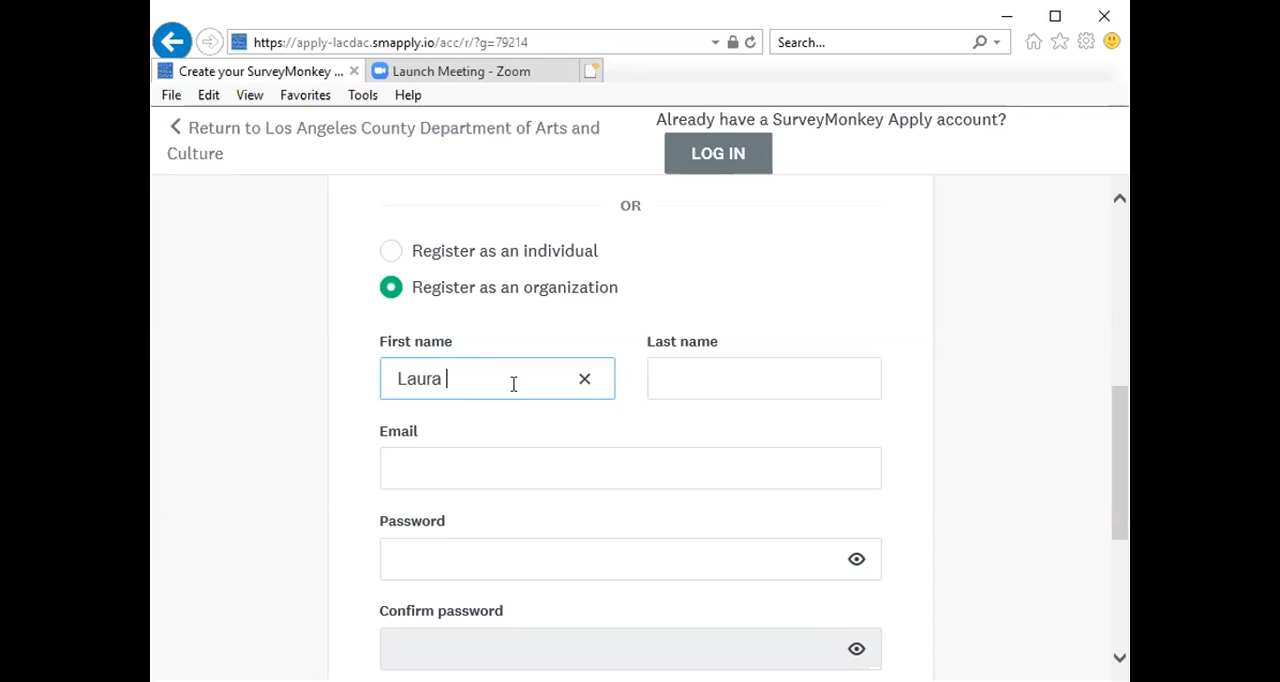 https://apply-lacdac.smapply.io/acc/r/?g=79214
Search...
Create your SurveyMonkey ...
Launch Meeting - Zoom
File Edit View Favorites Tools Help
Return to Los Angeles County Department of Arts and
Culture
Already have a SurveyMonkey Apply account?
LOG IN
OR
Register as an individual
Register as an organization
First name
Last name
Laura
Email
Password
Confirm password